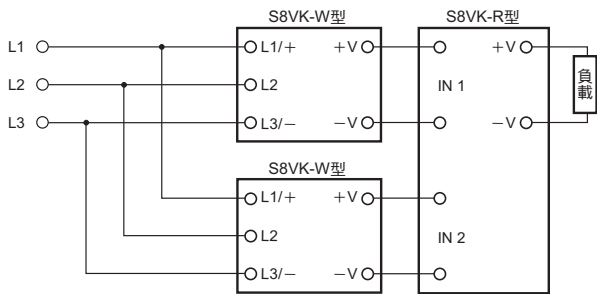 S8VK-W型 S8VK-R型
L1 L1/+ +V +V
L2 L2 IN 1 負載
L3 L3/− −V −V
S8VK-W型
L1/+ +V
L2 IN 2
L3/− −V